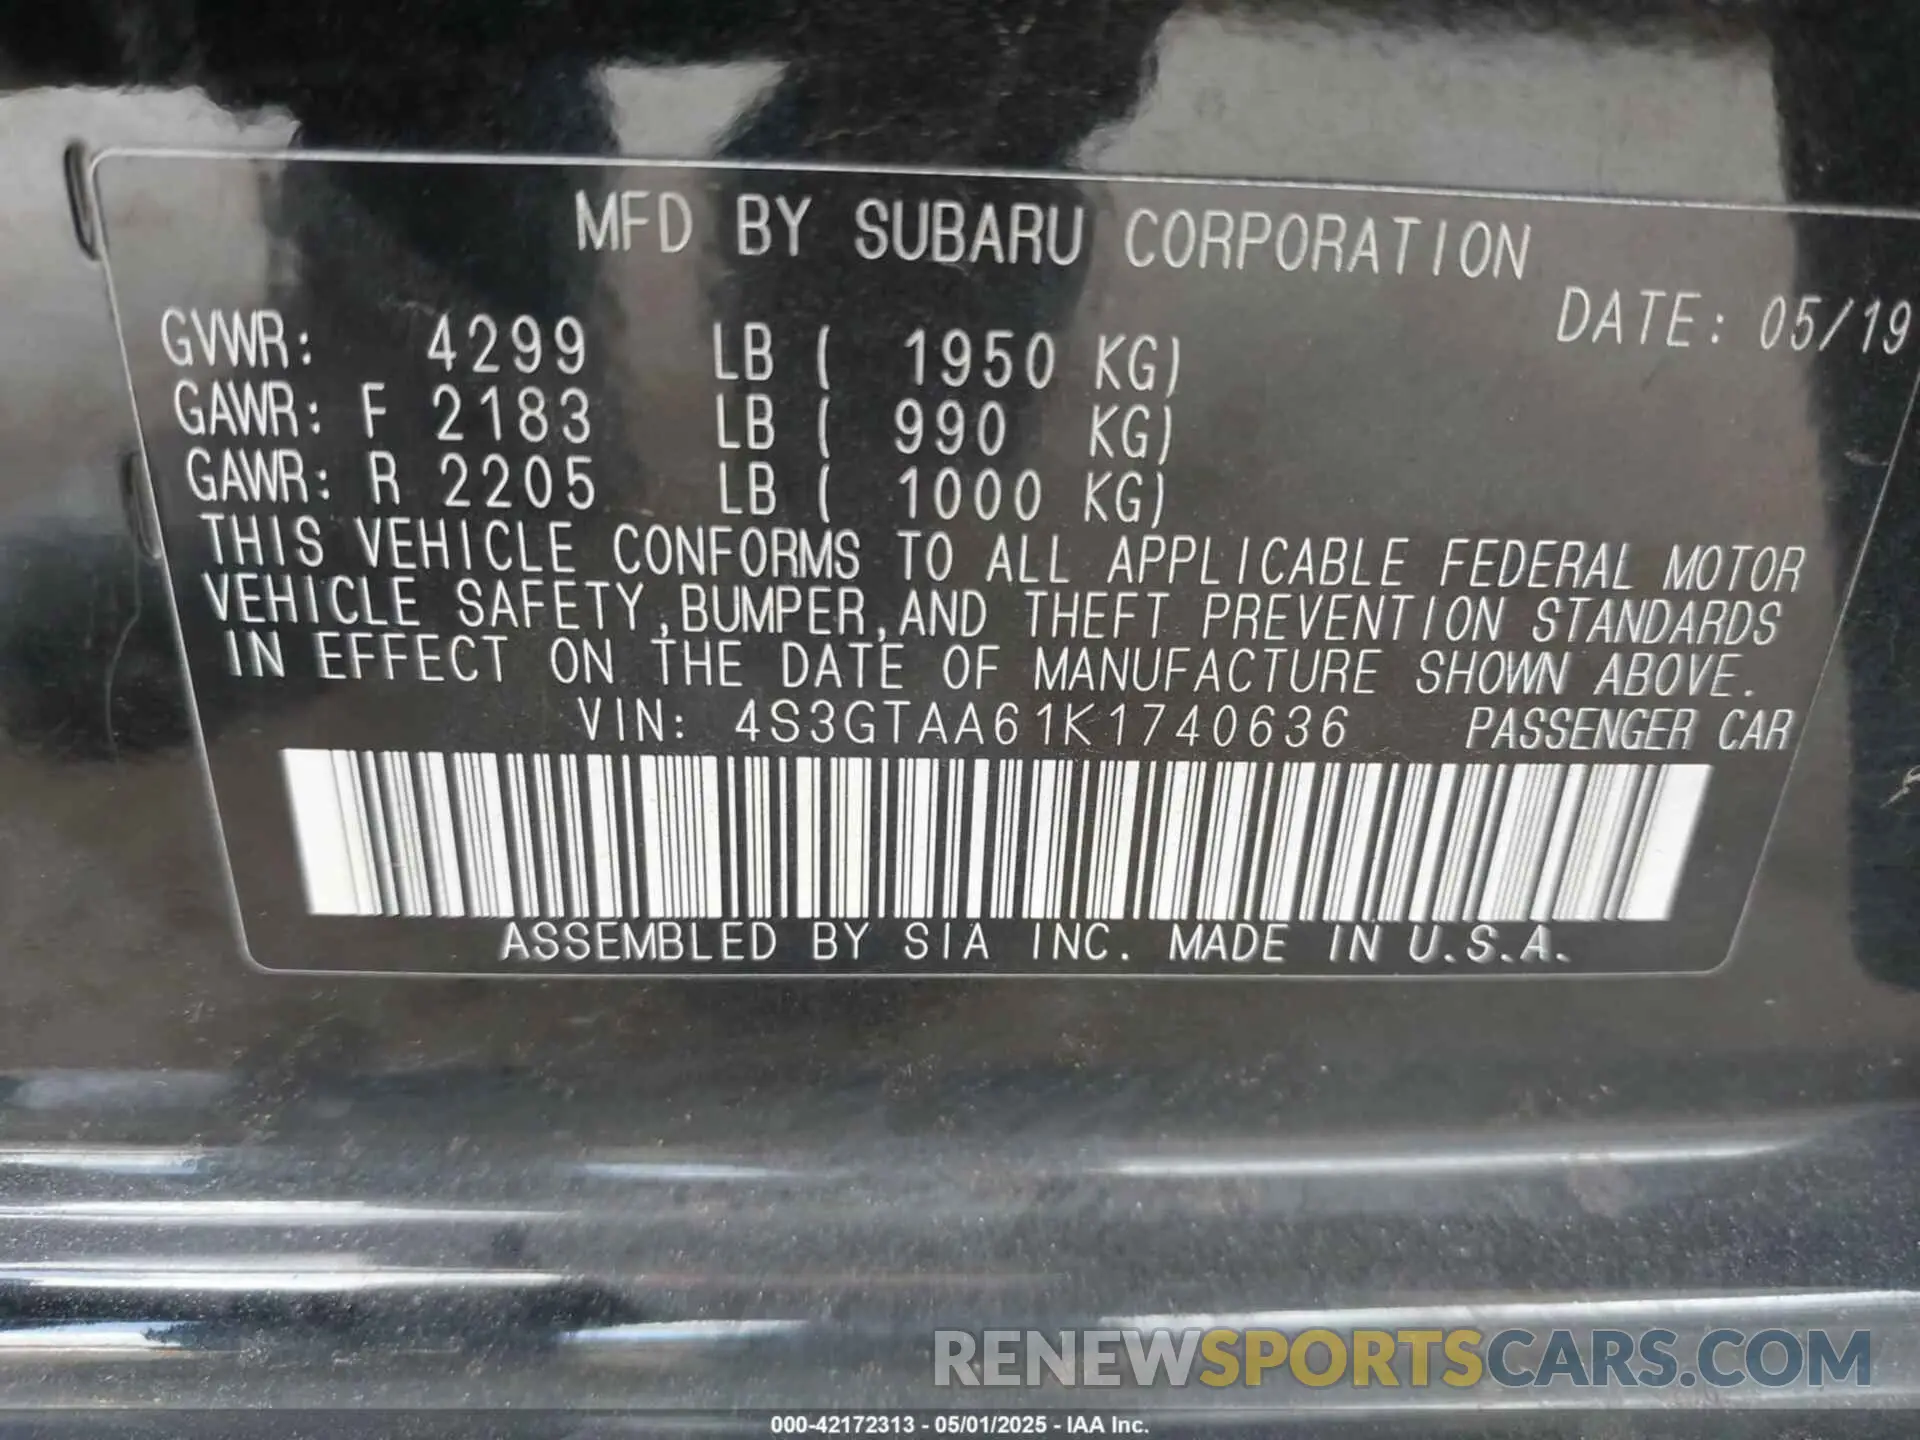 MFD BY SUBARU CORPORATION
DATE: 05/19
GVWR: 4299 LB ( 1950 KG)
GAWR: F 2183 LB ( 990 KG)
GAWR: R 2205 LB ( 1000 KG)
THIS VEHICLE CONFORMS TO ALL APPLICABLE FEDERAL MOTOR
VEHICLE SAFETY,BUMPER,AND THEFT PREVENTION STANDARDS
IN EFFECT ON THE DATE OF MANUFACTURE SHOWN ABOVE.
VIN: 4S3GTAA61K1740636 PASSENGER CAR
ASSEMBLED BY SIA INC. MADE IN U.S.A.
RENEWSPORTSCARS.COM
000-42172313 - 05/01/2025 - IAA Inc.